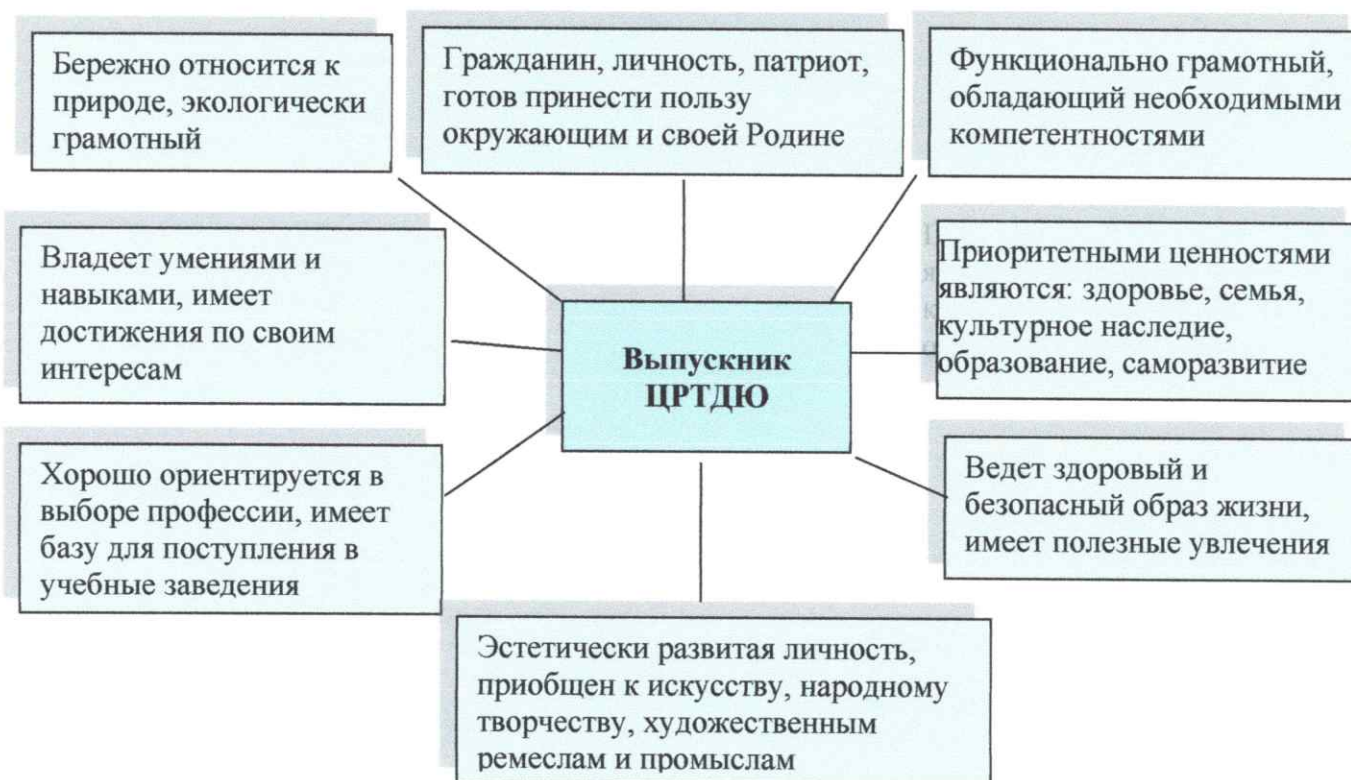 Бережно относится к
природе, экологически
грамотный
Гражданин, личность, патриот,
готов принести пользу
окружающим и своей Родине
Функционально грамотный,
обладающий необходимыми
компетентностями
Владеет умениями и
навыками, имеет
достижения по своим
интересам
Выпускник
ЦРТДЮ
Приоритетными ценностями
являются: здоровье, семья,
культурное наследие,
образование, саморазвитие
Хорошо ориентируется в
выборе профессии, имеет
базу для поступления в
учебные заведения
Ведет здоровый и
безопасный образ жизни,
имеет полезные увлечения
Эстетически развитая личность,
приобщен к искусству, народному
творчеству, художественным
ремеслам и промыслам